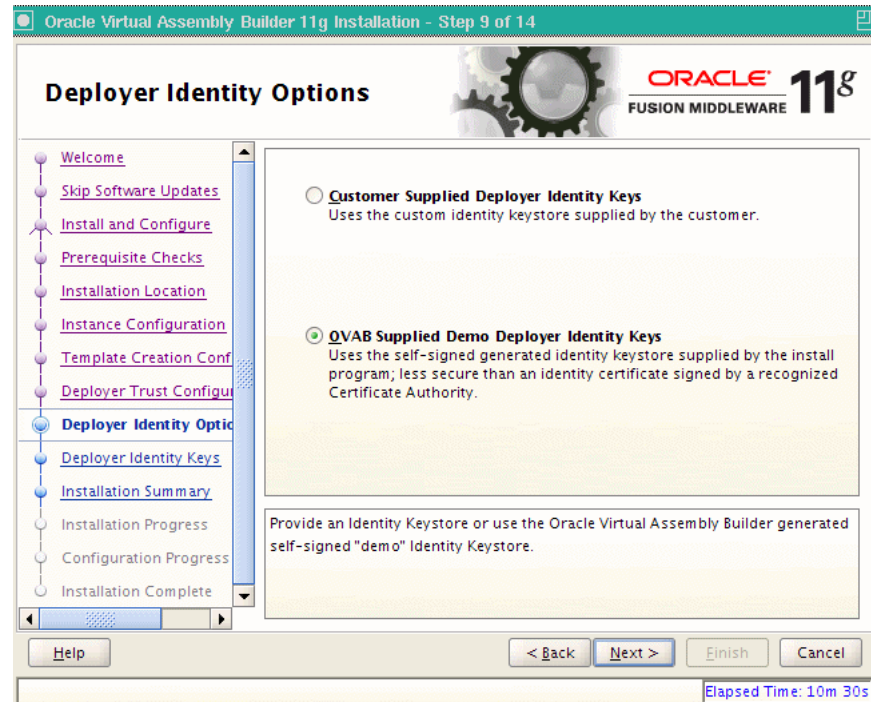 Oracle Virtual Assembly Builder 11g Installation - Step 9 of 14
Deployer Identity Options
ORACLE
FUSION MIDDLEWARE
11g
Welcome
Skip Software Updates
Install and Configure
Prerequisite Checks
Installation Location
Instance Configuration
Template Creation Conf
Deployer Trust Configu
Deployer Identity Optio
Deployer Identity Keys
Installation Summary
Installation Progress
Configuration Progress
Installation Complete
Customer Supplied Deployer Identity Keys
Uses the custom identity keystore supplied by the customer.
OVAB Supplied Demo Deployer Identity Keys
Uses the self-signed generated identity keystore supplied by the install
program; less secure than an identity certificate signed by a recognized
Certificate Authority.
Provide an Identity Keystore or use the Oracle Virtual Assembly Builder generated
self-signed "demo" Identity Keystore.
Help
< Back
Next >
Finish
Cancel
Elapsed Time: 10m 30s